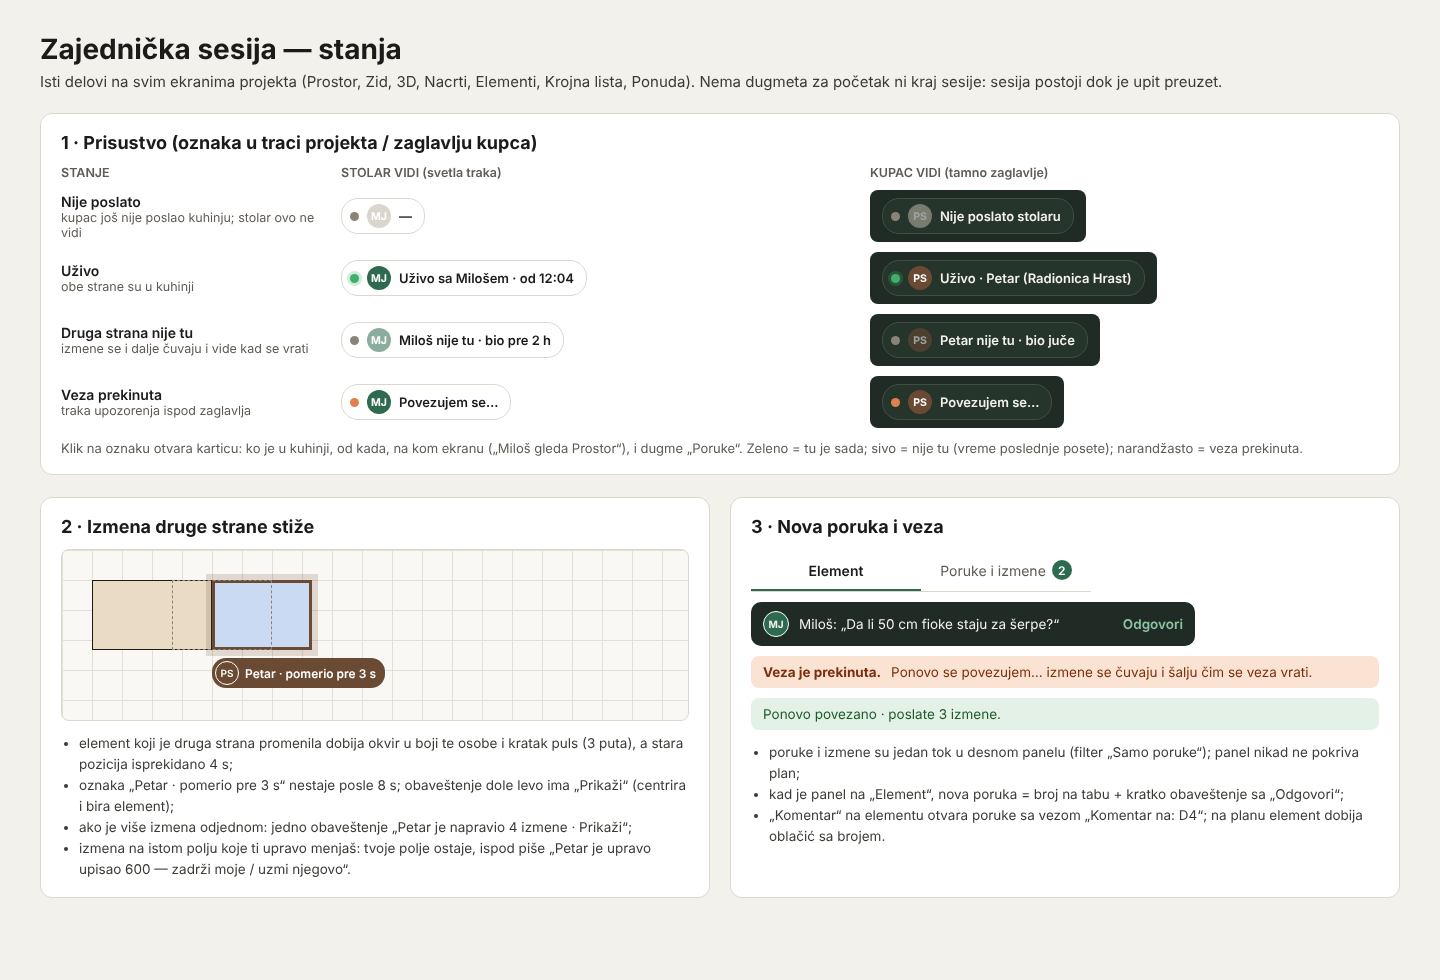 Zajednička sesija — stanja
Isti delovi na svim ekranima projekta (Prostor, Zid, 3D, Nacrti, Elementi, Krojna lista, Ponuda). Nema dugmeta za početak ni kraj sesije: sesija postoji dok je upit preuzet.
1 · Prisustvo (oznaka u traci projekta / zaglavlju kupca)
STANJE
STOLAR VIDI (svetla traka)
KUPAC VIDI (tamno zaglavlje)
Nije poslato
kupac još nije poslao kuhinju; stolar ovo ne
vidi
MJ —
PS Nije poslato stolaru
Uživo
obe strane su u kuhinji
MJ Uživo sa Milošem · od 12:04
PS Uživo · Petar (Radionica Hrast)
Druga strana nije tu
izmene se i dalje čuvaju i vide kad se vrati
MJ Miloš nije tu · bio pre 2 h
PS Petar nije tu · bio juče
Veza prekinuta
traka upozorenja ispod zaglavlja
MJ Povezujem se…
PS Povezujem se…
Klik na oznaku otvara karticu: ko je u kuhinji, od kada, na kom ekranu („Miloš gleda Prostor“), i dugme „Poruke“. Zeleno = tu je sada; sivo = nije tu (vreme poslednje posete); narandžasto = veza prekinuta.
2 · Izmena druge strane stiže
PS Petar · pomerio pre 3 s
• element koji je druga strana promenila dobija okvir u boji te osobe i kratak puls (3 puta), a stara
pozicija isprekidano 4 s;
• oznaka „Petar · pomerio pre 3 s“ nestaje posle 8 s; obaveštenje dole levo ima „Prikaži“ (centrira
i bira element);
• ako je više izmena odjednom: jedno obaveštenje „Petar je napravio 4 izmene · Prikaži“;
• izmena na istom polju koje ti upravo menjaš: tvoje polje ostaje, ispod piše „Petar je upravo
upisao 600 — zadrži moje / uzmi njegovo“.
3 · Nova poruka i veza
Element
Poruke i izmene 2
MJ Miloš: „Da li 50 cm fioke staju za šerpe?“ Odgovori
Veza je prekinuta. Ponovo se povezujem… izmene se čuvaju i šalju čim se veza vrati.
Ponovo povezano · poslate 3 izmene.
• poruke i izmene su jedan tok u desnom panelu (filter „Samo poruke“); panel nikad ne pokriva
plan;
• kad je panel na „Element“, nova poruka = broj na tabu + kratko obaveštenje sa „Odgovori“;
• „Komentar“ na elementu otvara poruke sa vezom „Komentar na: D4“; na planu element dobija
oblačić sa brojem.